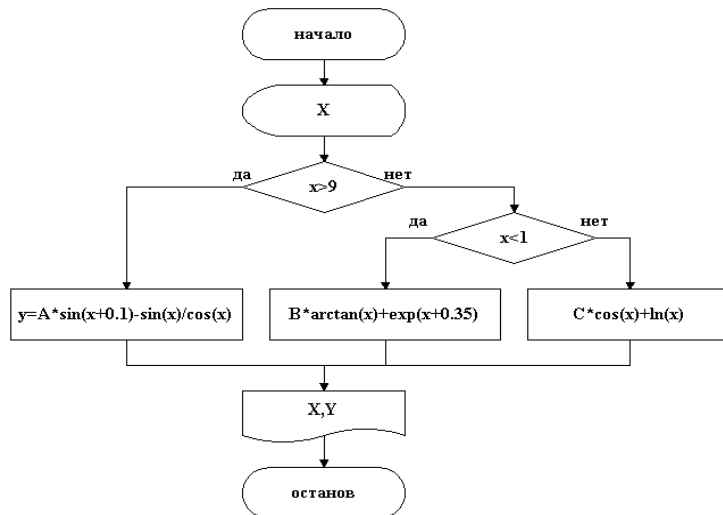 начало
X
да
x>9
нет
да
x<1
нет
y=A*sin(x+0.1)-sin(x)/cos(x)
B*arctan(x)+exp(x+0.35)
C*cos(x)+ln(x)
X,Y
останов